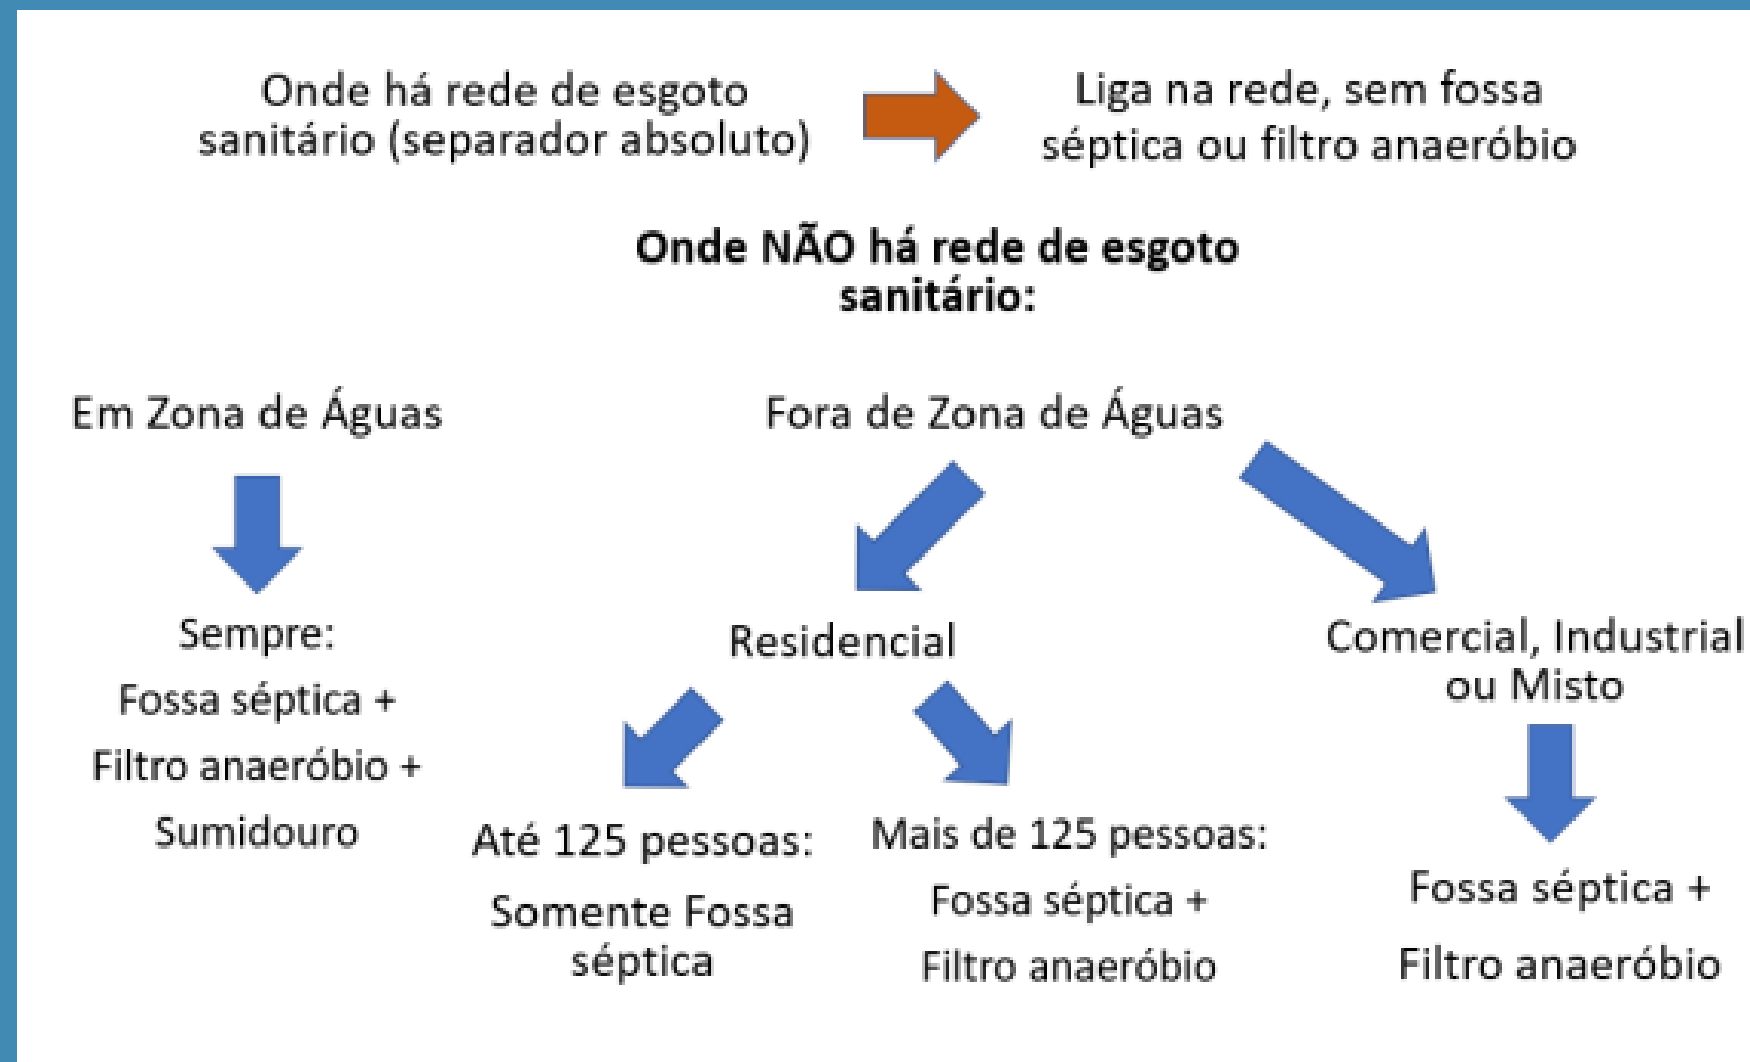 Onde há rede de esgoto
sanitário (separador absoluto)
Liga na rede, sem fossa
séptica ou filtro anaeróbio
Onde NÃO há rede de esgoto
sanitário:
Em Zona de Águas
Sempre:
Fossa séptica +
Filtro anaeróbio +
Sumidouro
Fora de Zona de Águas
Residencial
Até 125 pessoas:
Somente Fossa
séptica
Mais de 125 pessoas:
Fossa séptica +
Filtro anaeróbio
Comercial, Industrial
ou Misto
Fossa séptica +
Filtro anaeróbio